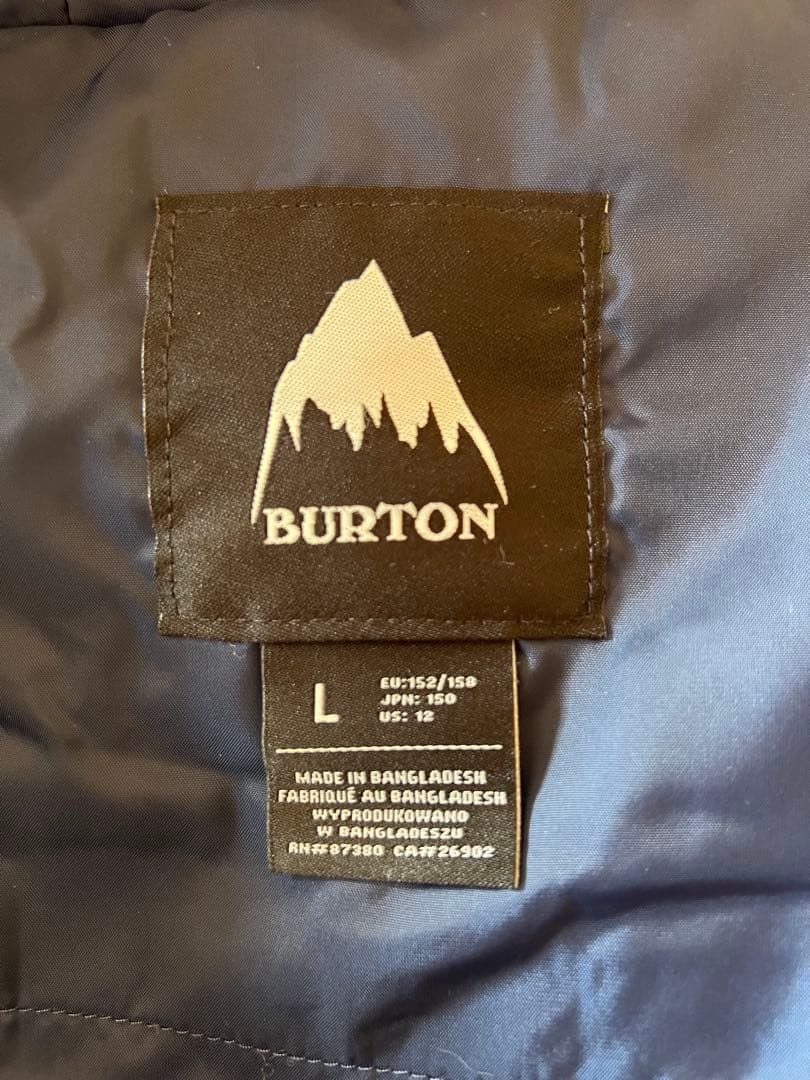 BURTON
L
EU:152/158
JPN: 150
US: 12
MADE IN BANGLADESH
FABRIQUÉ AU BANGLADESH
WYPRODUKOWANO
W BANGLADESZU
RN#87380 CA#26902